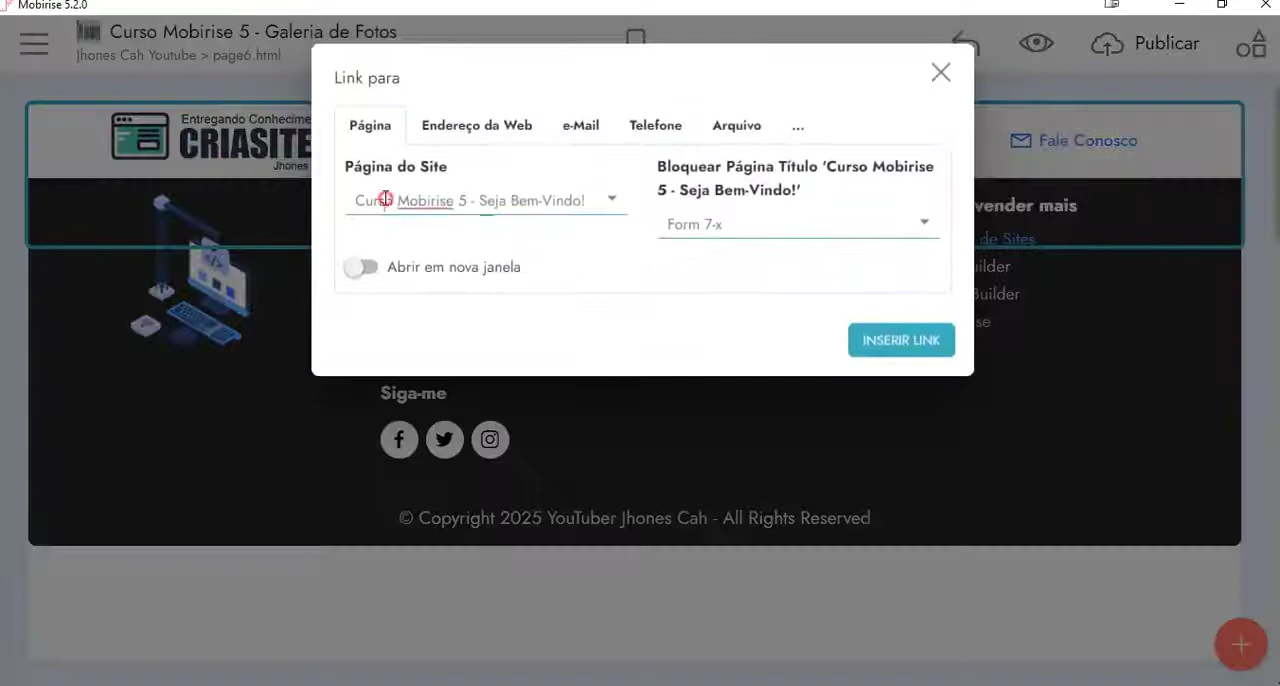 Mobirise 5.2.0
Curso Mobirise 5 - Galeria de Fotos
Jhones Cah Youtube > page6.html
Publicar
Link para
Página
Endereço da Web
e-Mail
Telefone
Arquivo
...
Página do Site
Curso Mobirise 5 - Seja Bem-Vindo!
Abrir em nova janela
Bloquear Página Título 'Curso Mobirise
5 - Seja Bem-Vindo!'
Form 7-x
INSERIR LINK
Entregando Conhecime
CRIASITE
Jhones
Fale Conosco
vender mais
de Sites
uilder
Builder
se
Siga-me
© Copyright 2025 YouTuber Jhones Cah - All Rights Reserved